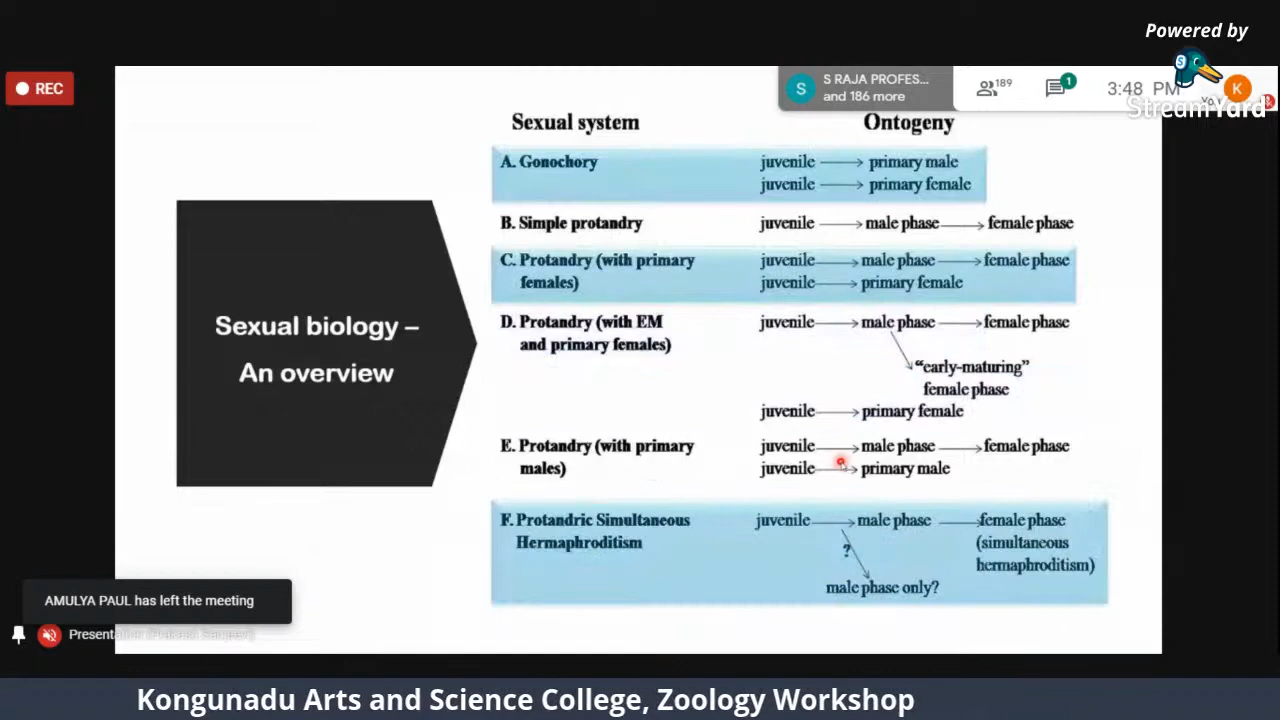 Powered by
StreamYard
REC
S
S RAJA PROFES...
and 186 more
189
1
3:48 PM
K
Sexual system Ontogeny
A. Gonochory juvenile primary male
juvenile primary female
B. Simple protandry juvenile male phase female phase
C. Protandry (with primary juvenile male phase female phase
females) juvenile primary female
D. Protandry (with EM juvenile male phase female phase
and primary females)
"early-maturing"
female phase
juvenile primary female
E. Protandry (with primary juvenile male phase female phase
males) juvenile primary male
F. Protandric Simultaneous juvenile male phase female phase
Hermaphroditism ? (simultaneous
hermaphroditism)
male phase only?
Sexual biology –
An overview
AMULYA PAUL has left the meeting
Kongunadu Arts and Science College, Zoology Workshop